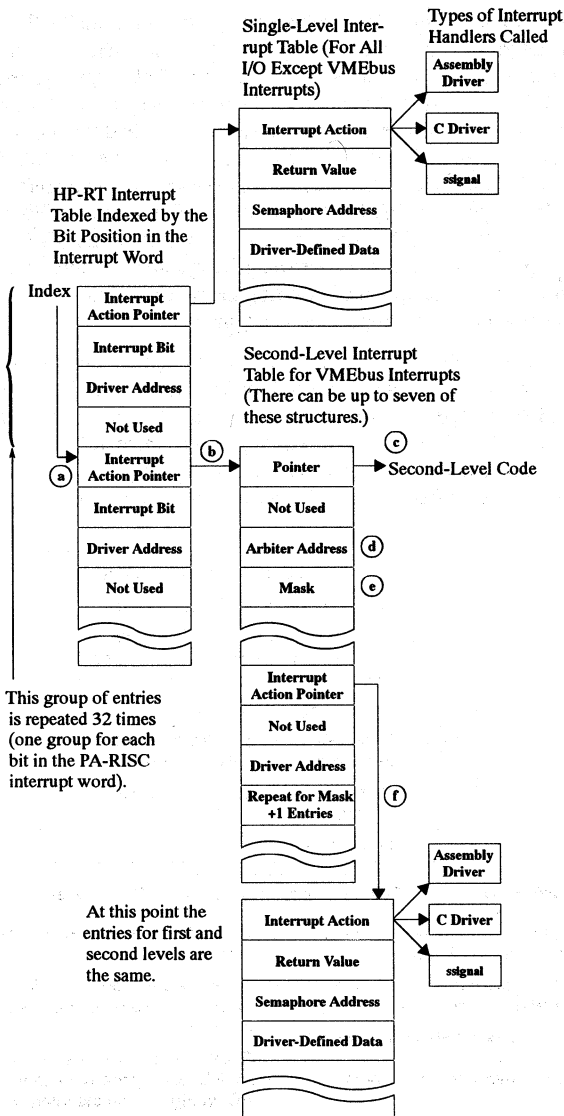 Single-Level Inter-
rupt Table (For All
I/O Except VMEbus
Interrupts)
Types of Interrupt
Handlers Called
Interrupt Action
Return Value
Semaphore Address
Driver-Defined Data
Assembly
Driver
C Driver
ssignal
HP-RT Interrupt
Table Indexed by the
Bit Position in the
Interrupt Word
Index
Interrupt
Action Pointer
Interrupt Bit
Driver Address
Not Used
a
Interrupt
Action Pointer
Interrupt Bit
Driver Address
Not Used
This group of entries
is repeated 32 times
(one group for each
bit in the PA-RISC
interrupt word).
Second-Level Interrupt
Table for VMEbus Interrupts
(There can be up to seven of
these structures.)
b
Pointer
c
Second-Level Code
Not Used
Arbiter Address
d
Mask
e
Interrupt
Action Pointer
Not Used
Driver Address
Repeat for Mask
+1 Entries
f
At this point the
entries for first and
second levels are
the same.
Interrupt Action
Return Value
Semaphore Address
Driver-Defined Data
Assembly
Driver
C Driver
ssignal